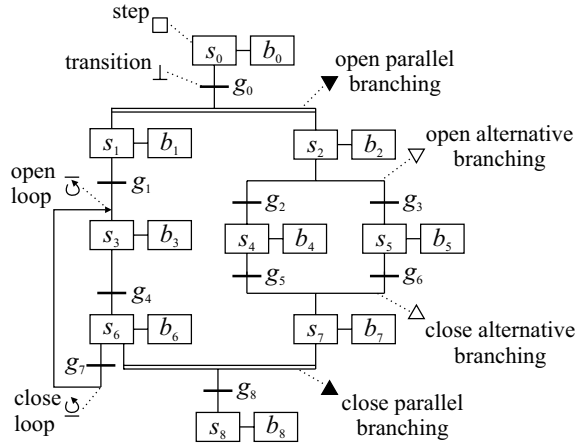 step
s₀ b₀
transition
g₀
open parallel
branching
s₁ b₁
s₂ b₂
open alternative
branching
open
loop
g₁
g₂
g₃
s₃ b₃
s₄ b₄
s₅ b₅
g₄
g₅
g₆
s₆ b₆
s₇ b₇
close alternative
branching
g₇
close
loop
g₈
close parallel
branching
s₈ b₈